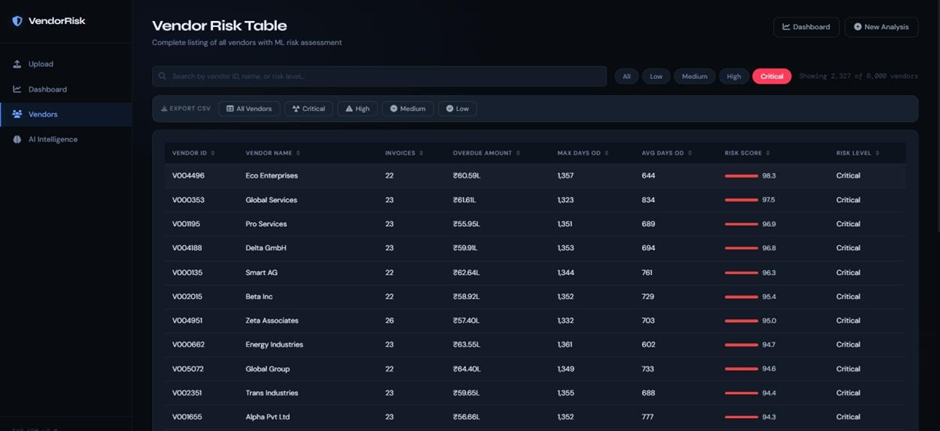 VendorRisk
Upload
Dashboard
Vendors
AI Intelligence
Vendor Risk Table
Complete listing of all vendors with ML risk assessment
Dashboard
New Analysis
Search by vendor ID, name, or risk level...
All Low Medium High Critical
Showing 2,327 of 6,000 vendors
EXPORT CSV All Vendors Critical High Medium Low
VENDOR ID VENDOR NAME INVOICES OVERDUE AMOUNT MAX DAYS OD AVG DAYS OD RISK SCORE RISK LEVEL
V004496 Eco Enterprises 22 ₹60.59L 1,357 644 98.3 Critical
V000353 Global Services 23 ₹61.61L 1,323 834 97.5 Critical
V001195 Pro Services 23 ₹55.95L 1,351 689 96.9 Critical
V004188 Delta GmbH 23 ₹59.91L 1,353 694 96.8 Critical
V000135 Smart AG 22 ₹62.64L 1,344 761 96.3 Critical
V002015 Beta Inc 22 ₹58.92L 1,352 729 95.4 Critical
V004951 Zeta Associates 26 ₹57.40L 1,332 703 95.0 Critical
V000662 Energy Industries 23 ₹63.55L 1,361 602 94.7 Critical
V005072 Global Group 22 ₹64.40L 1,349 733 94.6 Critical
V002351 Trans Industries 23 ₹59.65L 1,355 688 94.4 Critical
V001655 Alpha Pvt Ltd 23 ₹56.66L 1,352 777 94.3 Critical